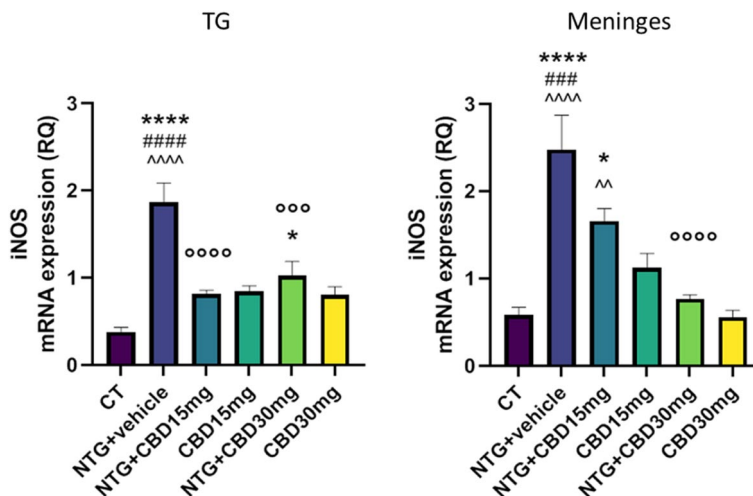 TG
iNOS
mRNA expression (RQ)
3
2
1
0
****
####
^^^^
°°°°
°°°
*
CT
NTG+vehicle
NTG+CBD15mg
CBD15mg
NTG+CBD30mg
CBD30mg
Meninges
iNOS
mRNA expression (RQ)
3
2
1
0
****
###
^^^^
*
^^
°°°°
CT
NTG+vehicle
NTG+CBD15mg
CBD15mg
NTG+CBD30mg
CBD30mg